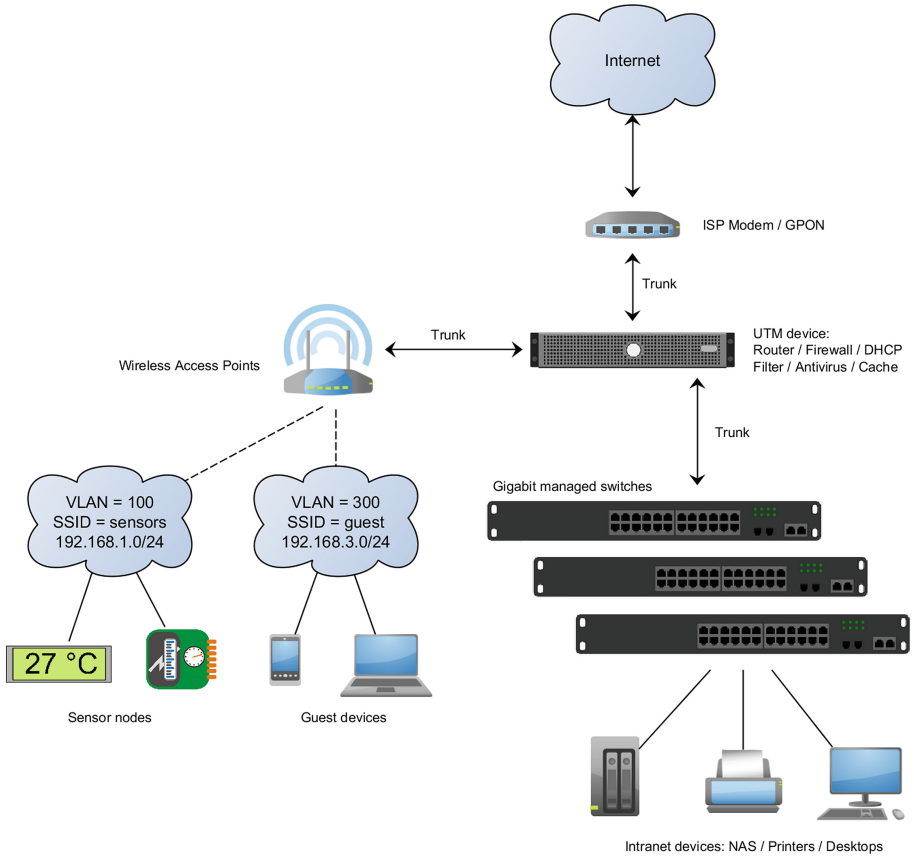 Internet
ISP Modem / GPON
Trunk
UTM device:
Router / Firewall / DHCP
Filter / Antivirus / Cache
Trunk
Wireless Access Points
Trunk
Gigabit managed switches
VLAN = 100
SSID = sensors
192.168.1.0/24
VLAN = 300
SSID = guest
192.168.3.0/24
27 °C
Sensor nodes
Guest devices
Intranet devices: NAS / Printers / Desktops